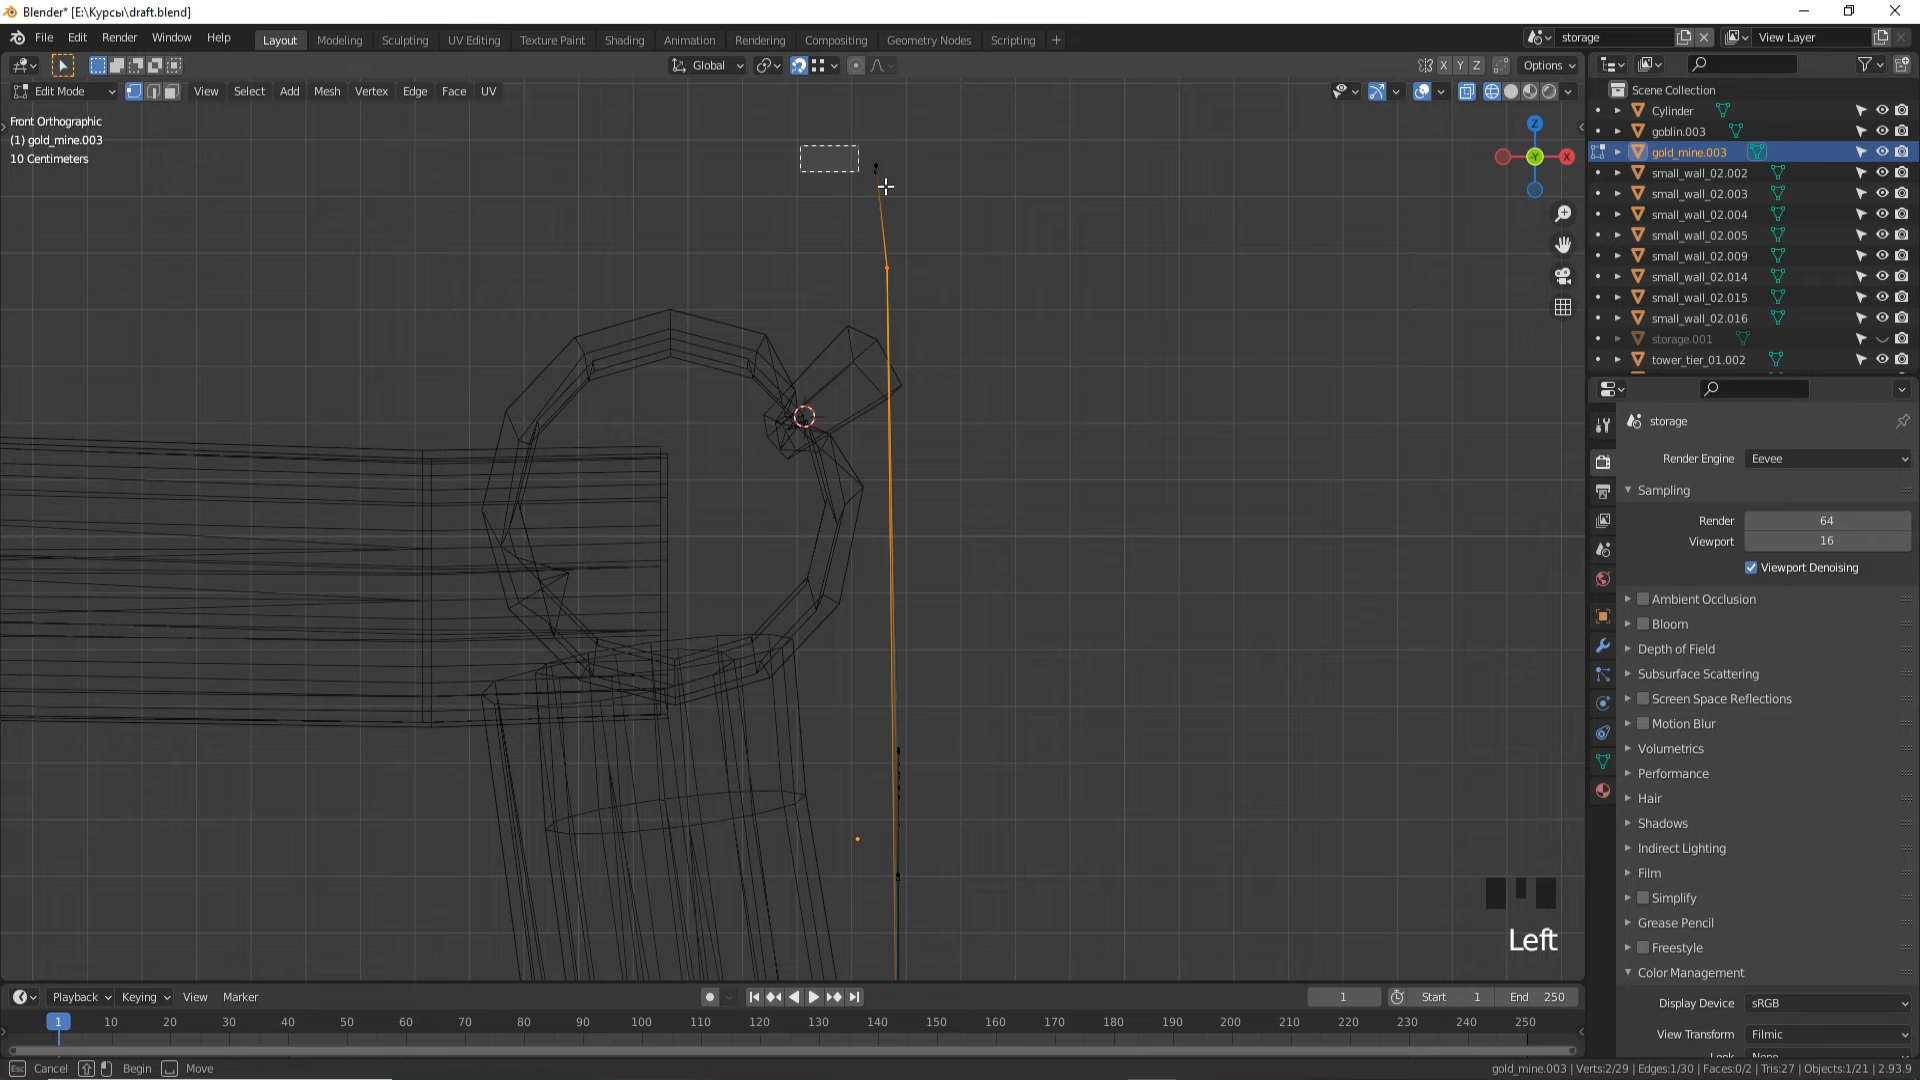 Blender* [E:\Курсы\draft.blend]
File Edit Render Window Help Layout Modeling Sculpting UV Editing Texture Paint Shading Animation Rendering Compositing Geometry Nodes Scripting + storage View Layer
Global X Y Z Options
Edit Mode View Select Add Mesh Vertex Edge Face UV
Front Orthographic
(1) gold_mine.003
10 Centimeters
Z
Y
X
Scene Collection
Cylinder
goblin.003
gold_mine.003
small_wall_02.002
small_wall_02.003
small_wall_02.004
small_wall_02.005
small_wall_02.009
small_wall_02.014
small_wall_02.015
small_wall_02.016
storage.001
tower_tier_01.002
storage
Render Engine Eevee
Sampling
Render 64
Viewport 16
Viewport Denoising
Ambient Occlusion
Bloom
Depth of Field
Subsurface Scattering
Screen Space Reflections
Motion Blur
Volumetrics
Performance
Hair
Shadows
Indirect Lighting
Film
Simplify
Grease Pencil
Freestyle
Color Management
Display Device sRGB
View Transform Filmic
Look None
Left
Playback Keying View Marker 1 Start 1 End 250
1 10 20 30 40 50 60 70 80 90 100 110 120 130 140 150 160 170 180 190 200 210 220 230 240 250
Esc Cancel Begin Move gold_mine.003 | Verts:2/29 | Edges:1/30 | Faces:0/2 | Tris:27 | Objects:1/21 | 2.93.9